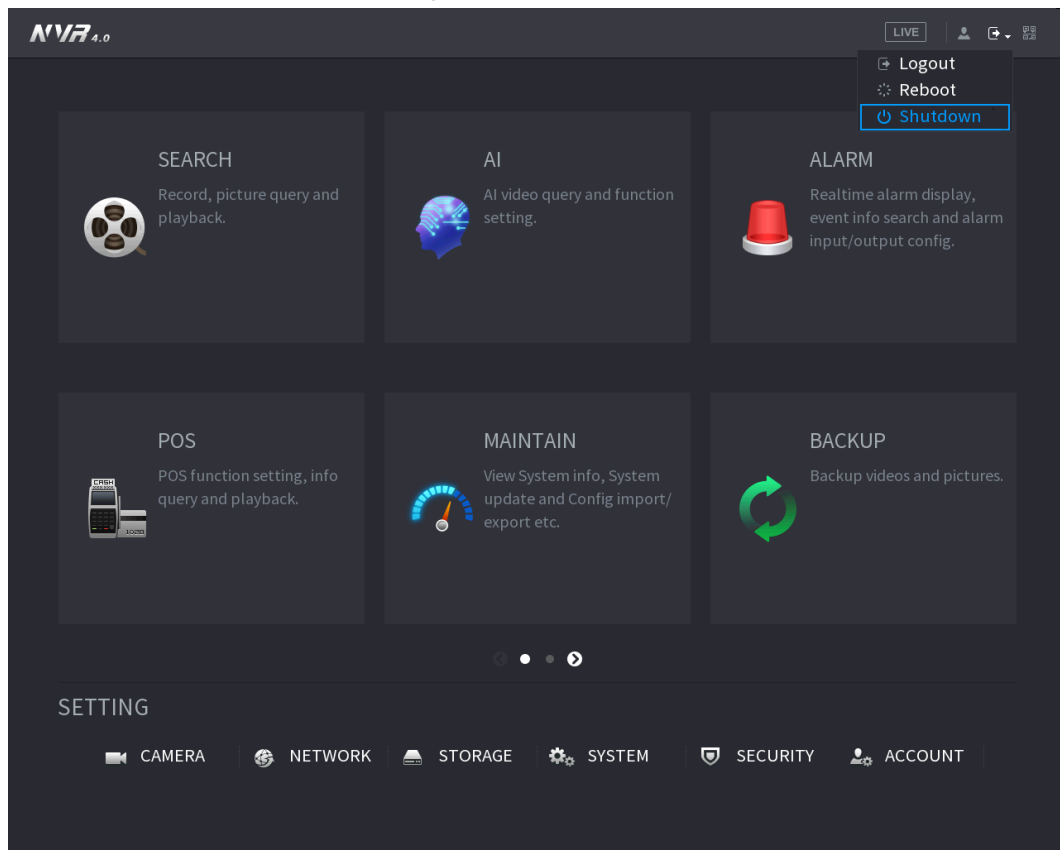 NVR 4.0
LIVE
Logout
Reboot
Shutdown
SEARCH
Record, picture query and
playback.
AI
AI video query and function
setting.
ALARM
Realtime alarm display,
event info search and alarm
input/output config.
POS
POS function setting, info
query and playback.
CASH
MAINTAIN
View System info, System
update and Config import/
export etc.
BACKUP
Backup videos and pictures.
SETTING
CAMERA
NETWORK
STORAGE
SYSTEM
SECURITY
ACCOUNT